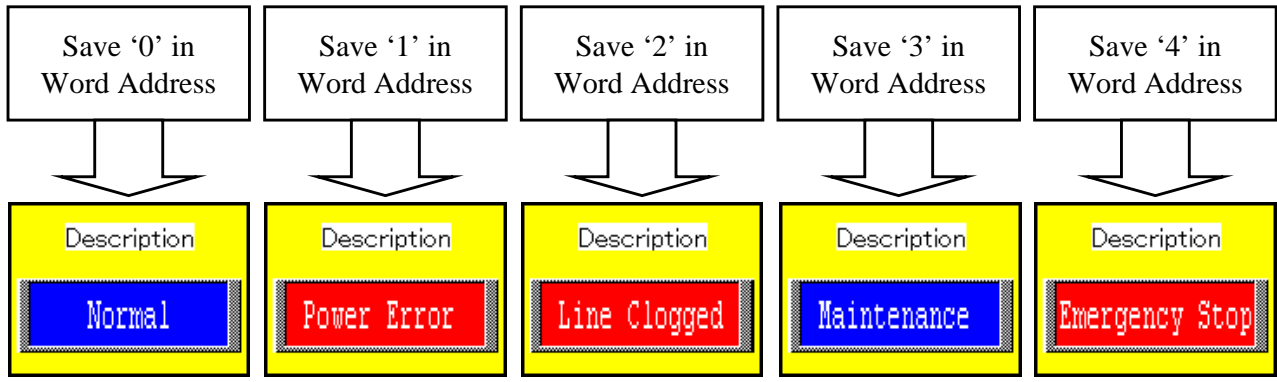 Save ‘0’ in
Word Address
Save ‘1’ in
Word Address
Save ‘2’ in
Word Address
Save ‘3’ in
Word Address
Save ‘4’ in
Word Address
Description
Normal
Description
Power Error
Description
Line Clogged
Description
Maintenance
Description
Emergency Stop